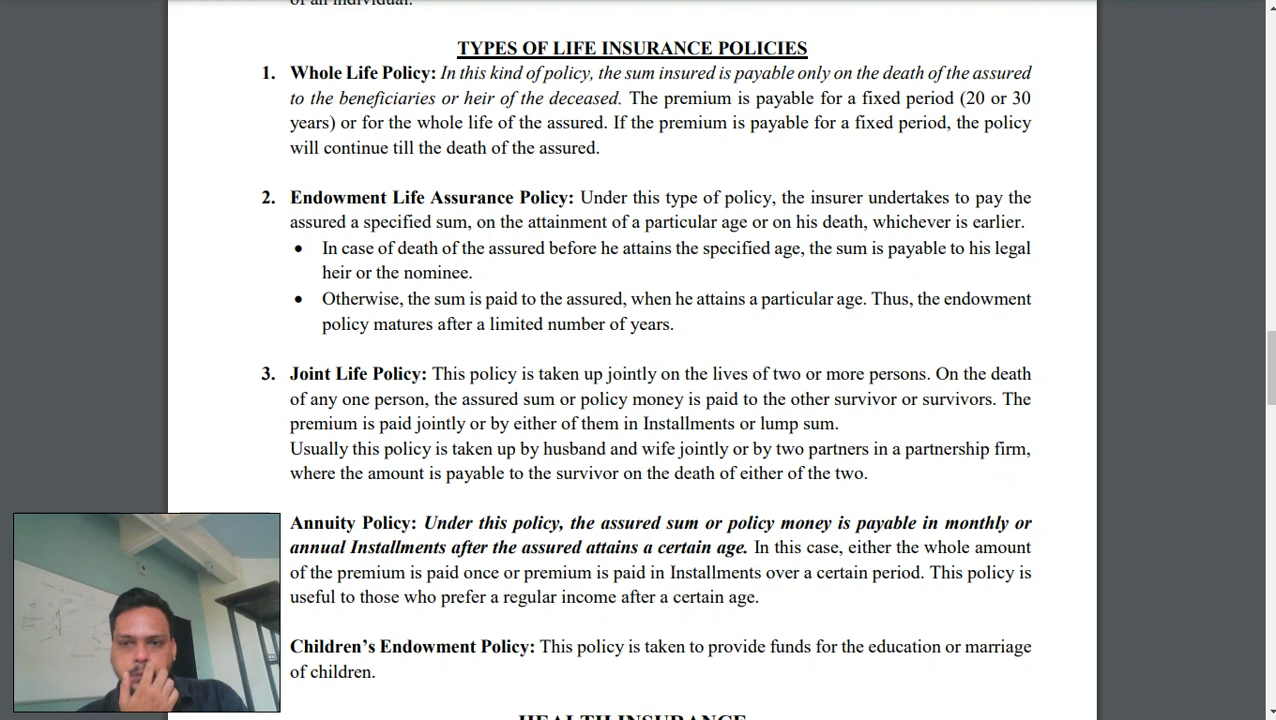 of an individual.
TYPES OF LIFE INSURANCE POLICIES
1. Whole Life Policy: In this kind of policy, the sum insured is payable only on the death of the assured
to the beneficiaries or heir of the deceased. The premium is payable for a fixed period (20 or 30
years) or for the whole life of the assured. If the premium is payable for a fixed period, the policy
will continue till the death of the assured.
2. Endowment Life Assurance Policy: Under this type of policy, the insurer undertakes to pay the
assured a specified sum, on the attainment of a particular age or on his death, whichever is earlier.
• In case of death of the assured before he attains the specified age, the sum is payable to his legal
heir or the nominee.
• Otherwise, the sum is paid to the assured, when he attains a particular age. Thus, the endowment
policy matures after a limited number of years.
3. Joint Life Policy: This policy is taken up jointly on the lives of two or more persons. On the death
of any one person, the assured sum or policy money is paid to the other survivor or survivors. The
premium is paid jointly or by either of them in Installments or lump sum.
Usually this policy is taken up by husband and wife jointly or by two partners in a partnership firm,
where the amount is payable to the survivor on the death of either of the two.
Annuity Policy: Under this policy, the assured sum or policy money is payable in monthly or
annual Installments after the assured attains a certain age. In this case, either the whole amount
of the premium is paid once or premium is paid in Installments over a certain period. This policy is
useful to those who prefer a regular income after a certain age.
Children’s Endowment Policy: This policy is taken to provide funds for the education or marriage
of children.
HEALTH INSURANCE